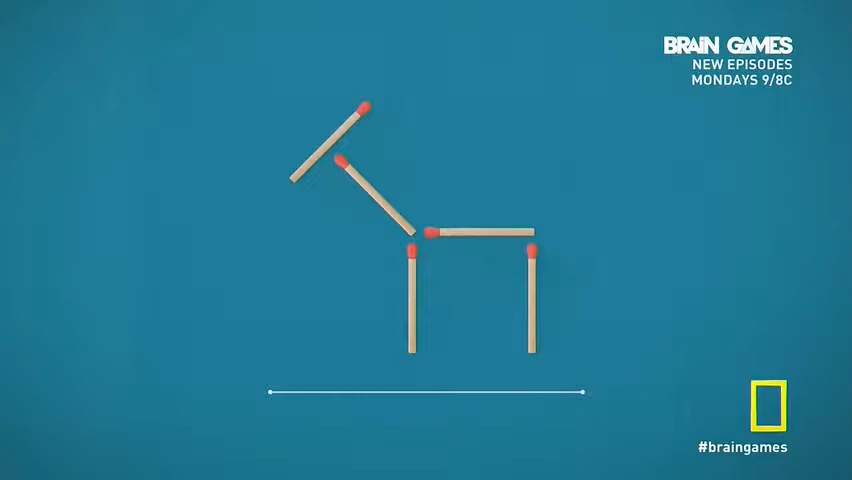 BRAIN GAMES
NEW EPISODES
MONDAYS 9/8C
#braingames